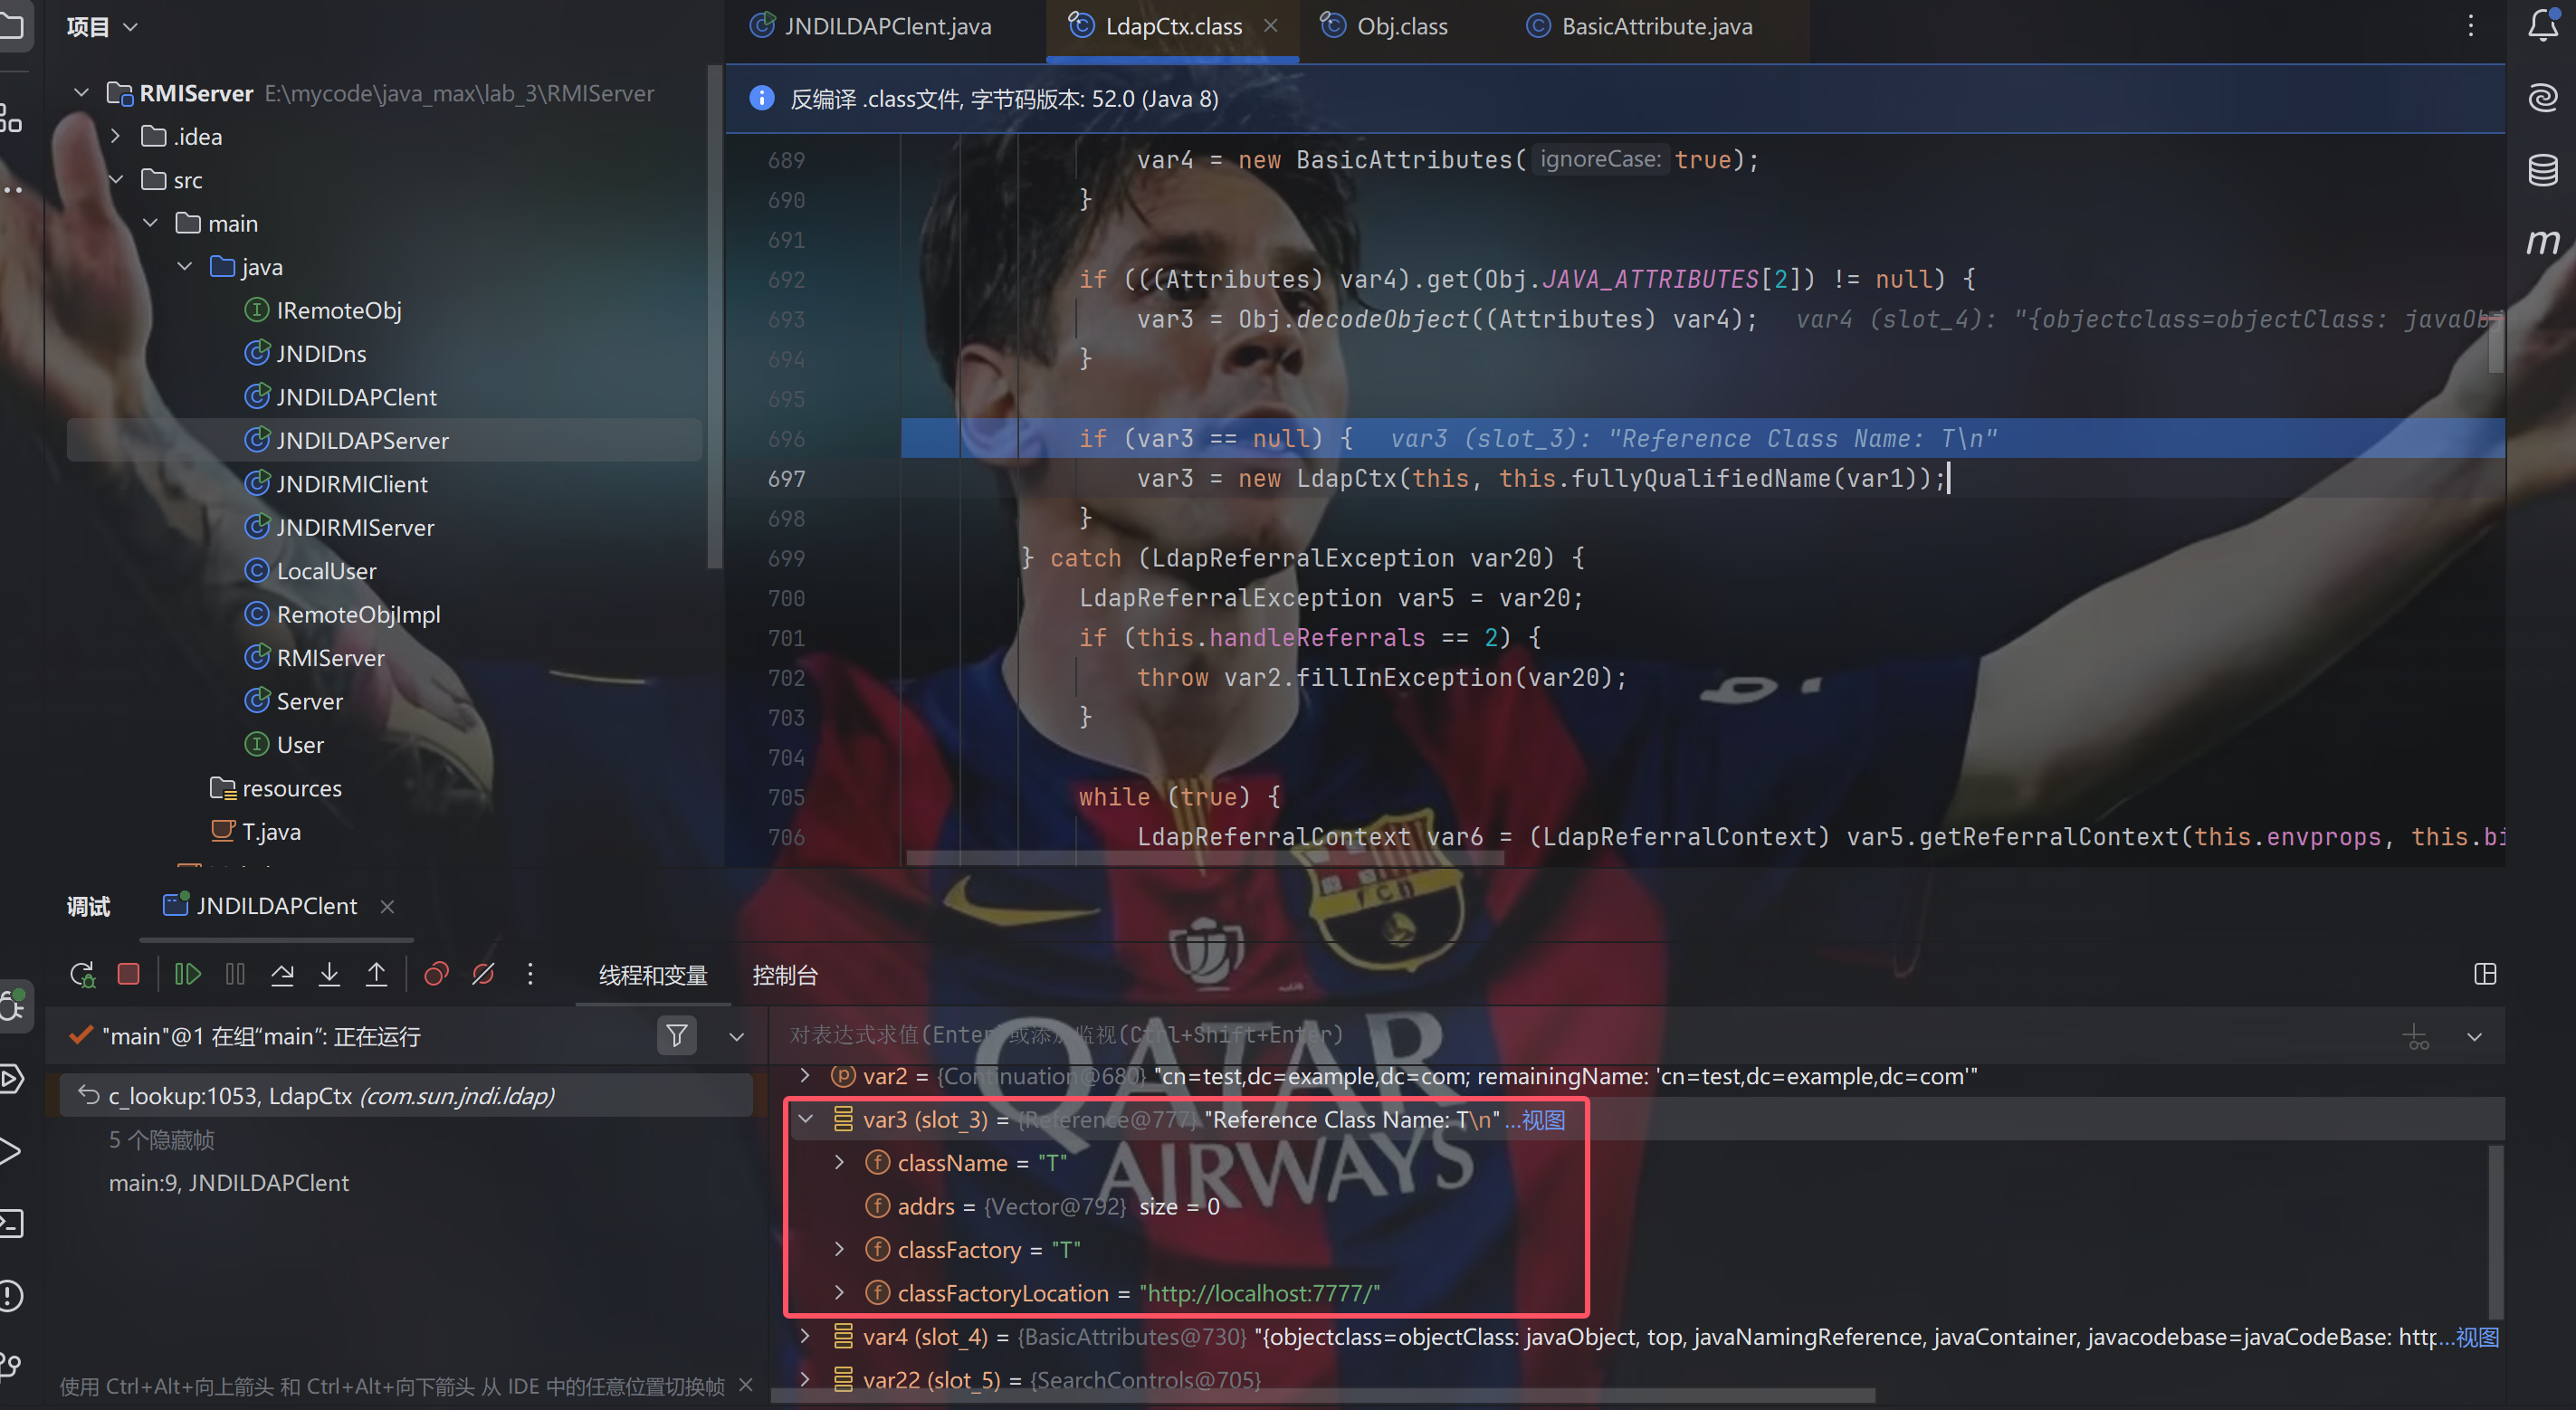 项目
JNDILDAPClent.java
LdapCtx.class
Obj.class
BasicAttribute.java
RMIServer E:\mycode\java_max\lab_3\RMIServer
.idea
src
main
java
IRemoteObj
JNDIDns
JNDILDAPClent
JNDILDAPServer
JNDIRMIClient
JNDIRMIServer
LocalUser
RemoteObjImpl
RMIServer
Server
User
resources
T.java
反编译 .class文件, 字节码版本: 52.0 (Java 8)
689 var4 = new BasicAttributes( ignoreCase: true);
690 }
691
692 if (((Attributes) var4).get(Obj.JAVA_ATTRIBUTES[2]) != null) {
693 var3 = Obj.decodeObject((Attributes) var4); var4 (slot_4): "{objectclass=objectClass: javaObj
694 }
695
696 if (var3 == null) { var3 (slot_3): "Reference Class Name: T\n"
697 var3 = new LdapCtx(this, this.fullyQualifiedName(var1));
698 }
699 } catch (LdapReferralException var20) {
700 LdapReferralException var5 = var20;
701 if (this.handleReferrals == 2) {
702 throw var2.fillInException(var20);
703 }
704
705 while (true) {
706 LdapReferralContext var6 = (LdapReferralContext) var5.getReferralContext(this.envprops, this.bi
调试
JNDILDAPClent
线程和变量
控制台
"main"@1 在组“main”: 正在运行
c_lookup:1053, LdapCtx (com.sun.jndi.ldap)
5 个隐藏帧
main:9, JNDILDAPClent
使用 Ctrl+Alt+向上箭头 和 Ctrl+Alt+向下箭头 从 IDE 中的任意位置切换帧
对表达式求值(Enter)或添加监视(Ctrl+Shift+Enter)
var2 = {Continuation@680} "cn=test,dc=example,dc=com; remainingName: 'cn=test,dc=example,dc=com'"
var3 (slot_3) = {Reference@777} "Reference Class Name: T\n" ...视图
className = "T"
addrs = {Vector@792} size = 0
classFactory = "T"
classFactoryLocation = "http://localhost:7777/"
var4 (slot_4) = {BasicAttributes@730} "{objectclass=objectClass: javaObject, top, javaNamingReference, javaContainer, javacodebase=javaCodeBase: htt...视图
var22 (slot_5) = {SearchControls@705}
QATAR
AIRWAYS